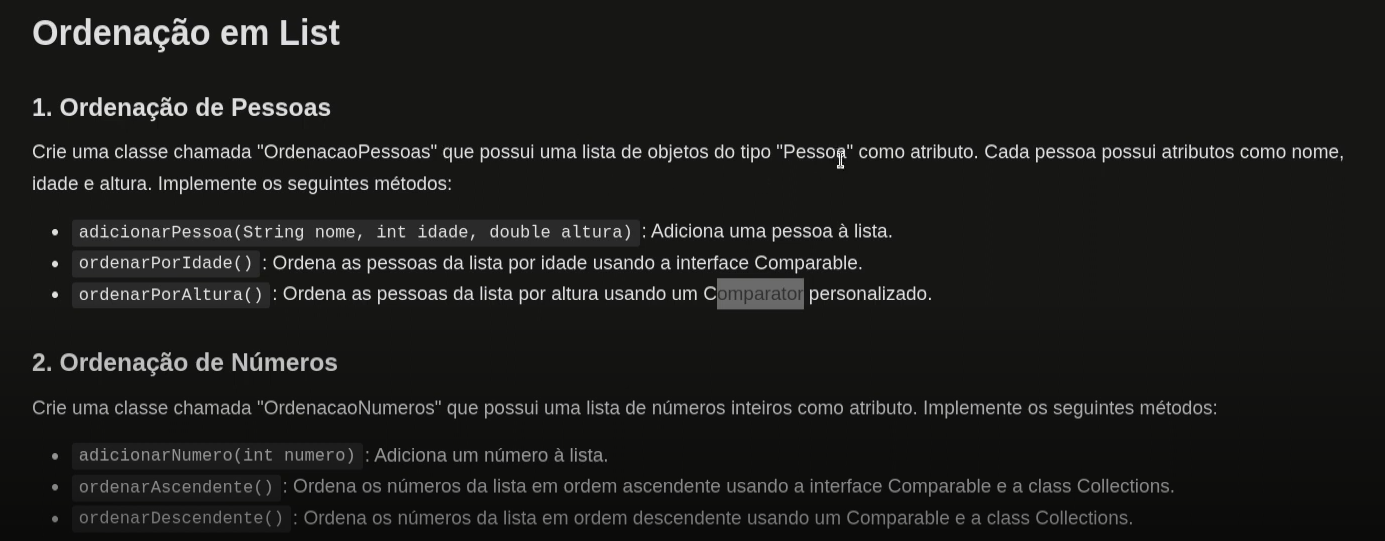 Ordenação em List
1. Ordenação de Pessoas
Crie uma classe chamada "OrdenacaoPessoas" que possui uma lista de objetos do tipo "Pessoa" como atributo. Cada pessoa possui atributos como nome,
idade e altura. Implemente os seguintes métodos:
• adicionarPessoa(String nome, int idade, double altura) : Adiciona uma pessoa à lista.
• ordenarPorIdade() : Ordena as pessoas da lista por idade usando a interface Comparable.
• ordenarPorAltura() : Ordena as pessoas da lista por altura usando um Comparator personalizado.
2. Ordenação de Números
Crie uma classe chamada "OrdenacaoNumeros" que possui uma lista de números inteiros como atributo. Implemente os seguintes métodos:
• adicionarNumero(int numero) : Adiciona um número à lista.
• ordenarAscendente() : Ordena os números da lista em ordem ascendente usando a interface Comparable e a class Collections.
• ordenarDescendente() : Ordena os números da lista em ordem descendente usando um Comparable e a class Collections.